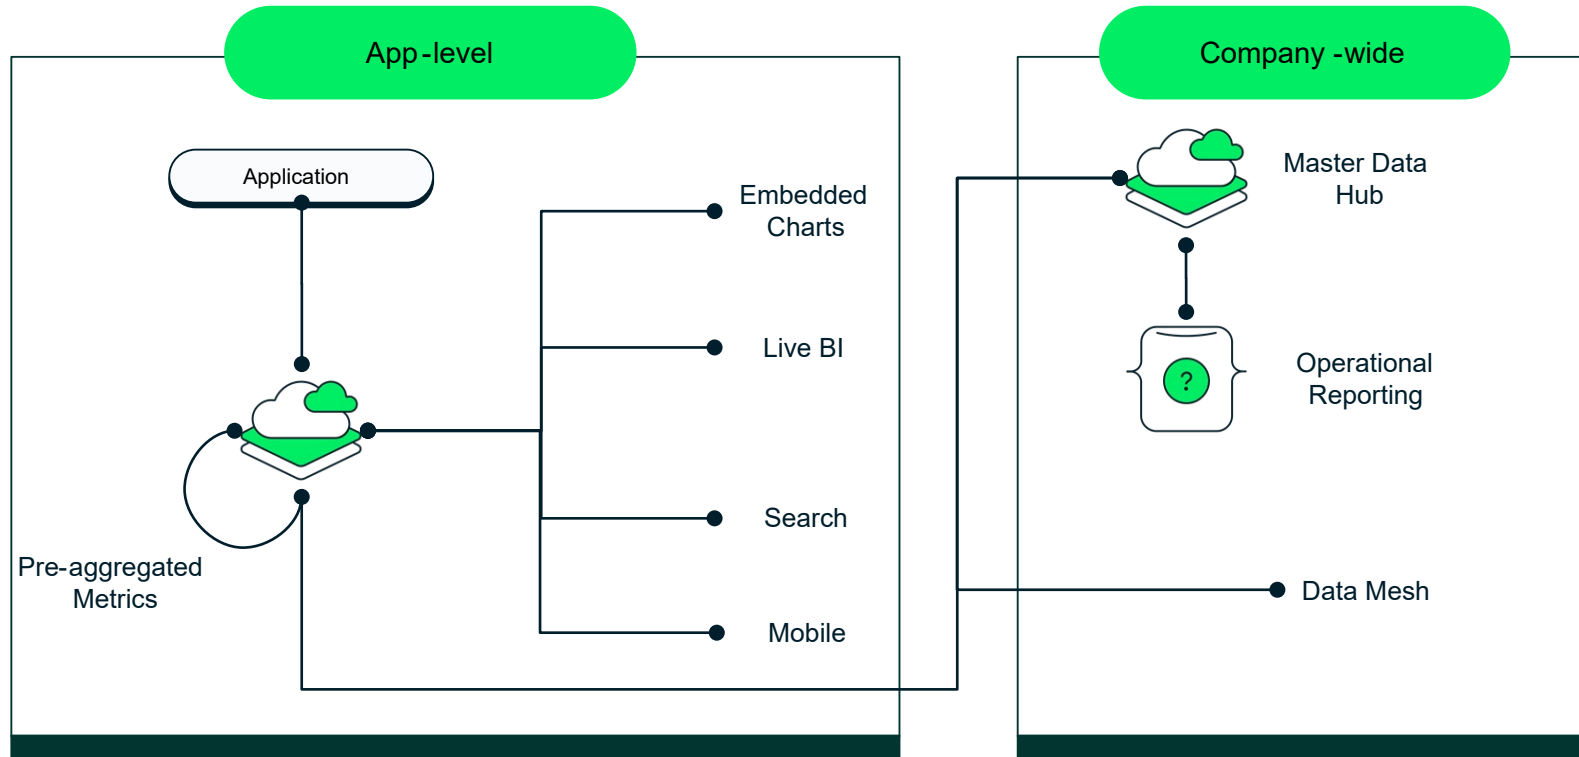 App-level
Company -wide
Application
Embedded
Charts
Live BI
Search
Mobile
Pre-aggregated
Metrics
Master Data
Hub
?
Operational
Reporting
Data Mesh